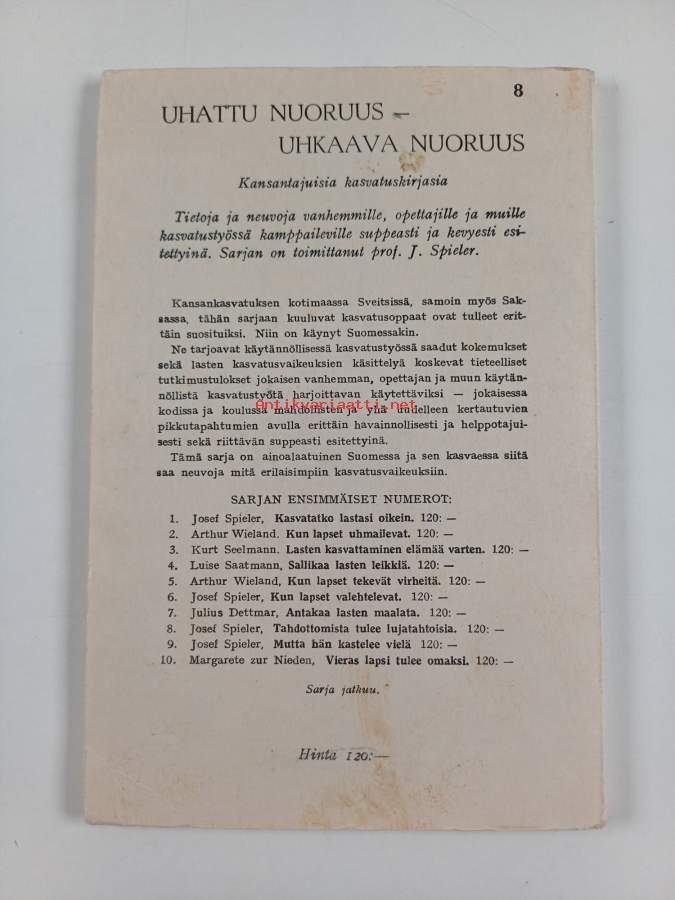 8
UHATTU NUORUUS —
UHKAAVA NUORUUS
Kansantajuisia kasvatuskirjasia
Tietoja ja neuvoja vanhemmille, opettajille ja muille
kasvatustyössä kamppaileville suppeasti ja kevyesti esi-
tettyinä. Sarjan on toimittanut prof. J. Spieler.
Kansankasvatuksen kotimaassa Sveitsissä, samoin myös Sak-
sassa, tähän sarjaan kuuluvat kasvatusoppaat ovat tulleet erit-
täin suosituiksi. Niin on käynyt Suomessakin.
Ne tarjoavat käytännöllisessä kasvatustyössä saadut kokemukset
sekä lasten kasvatusvaikeuksien käsittelyä koskevat tieteelliset
tutkimustulokset jokaisen vanhemman, opettajan ja muun käytän-
nöllistä kasvatustyötä harjoittavan käytettäviksi — jokaisessa
Antikvariaatti.net
kodissa ja koulussa mahdollisten ja yhä uudelleen kertautuvien
pikkutapahtumien avulla erittäin havainnollisesti ja helppotajui-
sesti sekä riittävän suppeasti esitettyinä.
Tämä sarja on ainoalaatuinen Suomessa ja sen kasvaessa siitä
saa neuvoja mitä erilaisimpiin kasvatusvaikeuksiin.
SARJAN ENSIMMÄISET NUMEROT:
1. Josef Spieler, Kasvatatko lastasi oikein. 120: —
2. Arthur Wieland. Kun lapset uhmailevat. 120: —
3. Kurt Seelmann. Lasten kasvattaminen elämää varten. 120: —
4. Luise Saatmann, Sallikaa lasten leikkiä. 120: —
5. Arthur Wieland, Kun lapset tekevät virheitä. 120: —
6. Josef Spieler, Kun lapset valehtelevat. 120: —
7. Julius Dettmar, Antakaa lasten maalata. 120: —
8. Josef Spieler, Tahdottomista tulee lujatahtoisia. 120: —
9. Josef Spieler, Mutta hän kastelee vielä 120: —
10. Margarete zur Nieden, Vieras lapsi tulee omaksi. 120: —
Sarja jatkuu.
Hinta 120:—